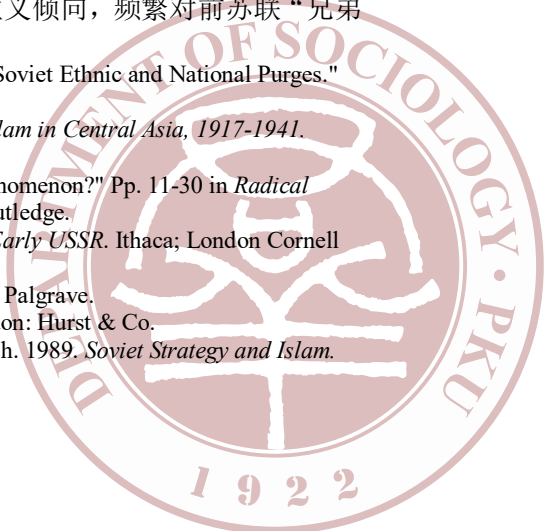 义倾向，频繁对前苏联“兄弟
Soviet Ethnic and National Purges."
lam in Central Asia, 1917-1941.
nomenon?" Pp. 11-30 in Radical
utledge.
Early USSR. Ithaca; London Cornell
Palgrave.
don: Hurst & Co.
h. 1989. Soviet Strategy and Islam.
DEPARTMENT OF SOCIOLOGY • PKU
1922